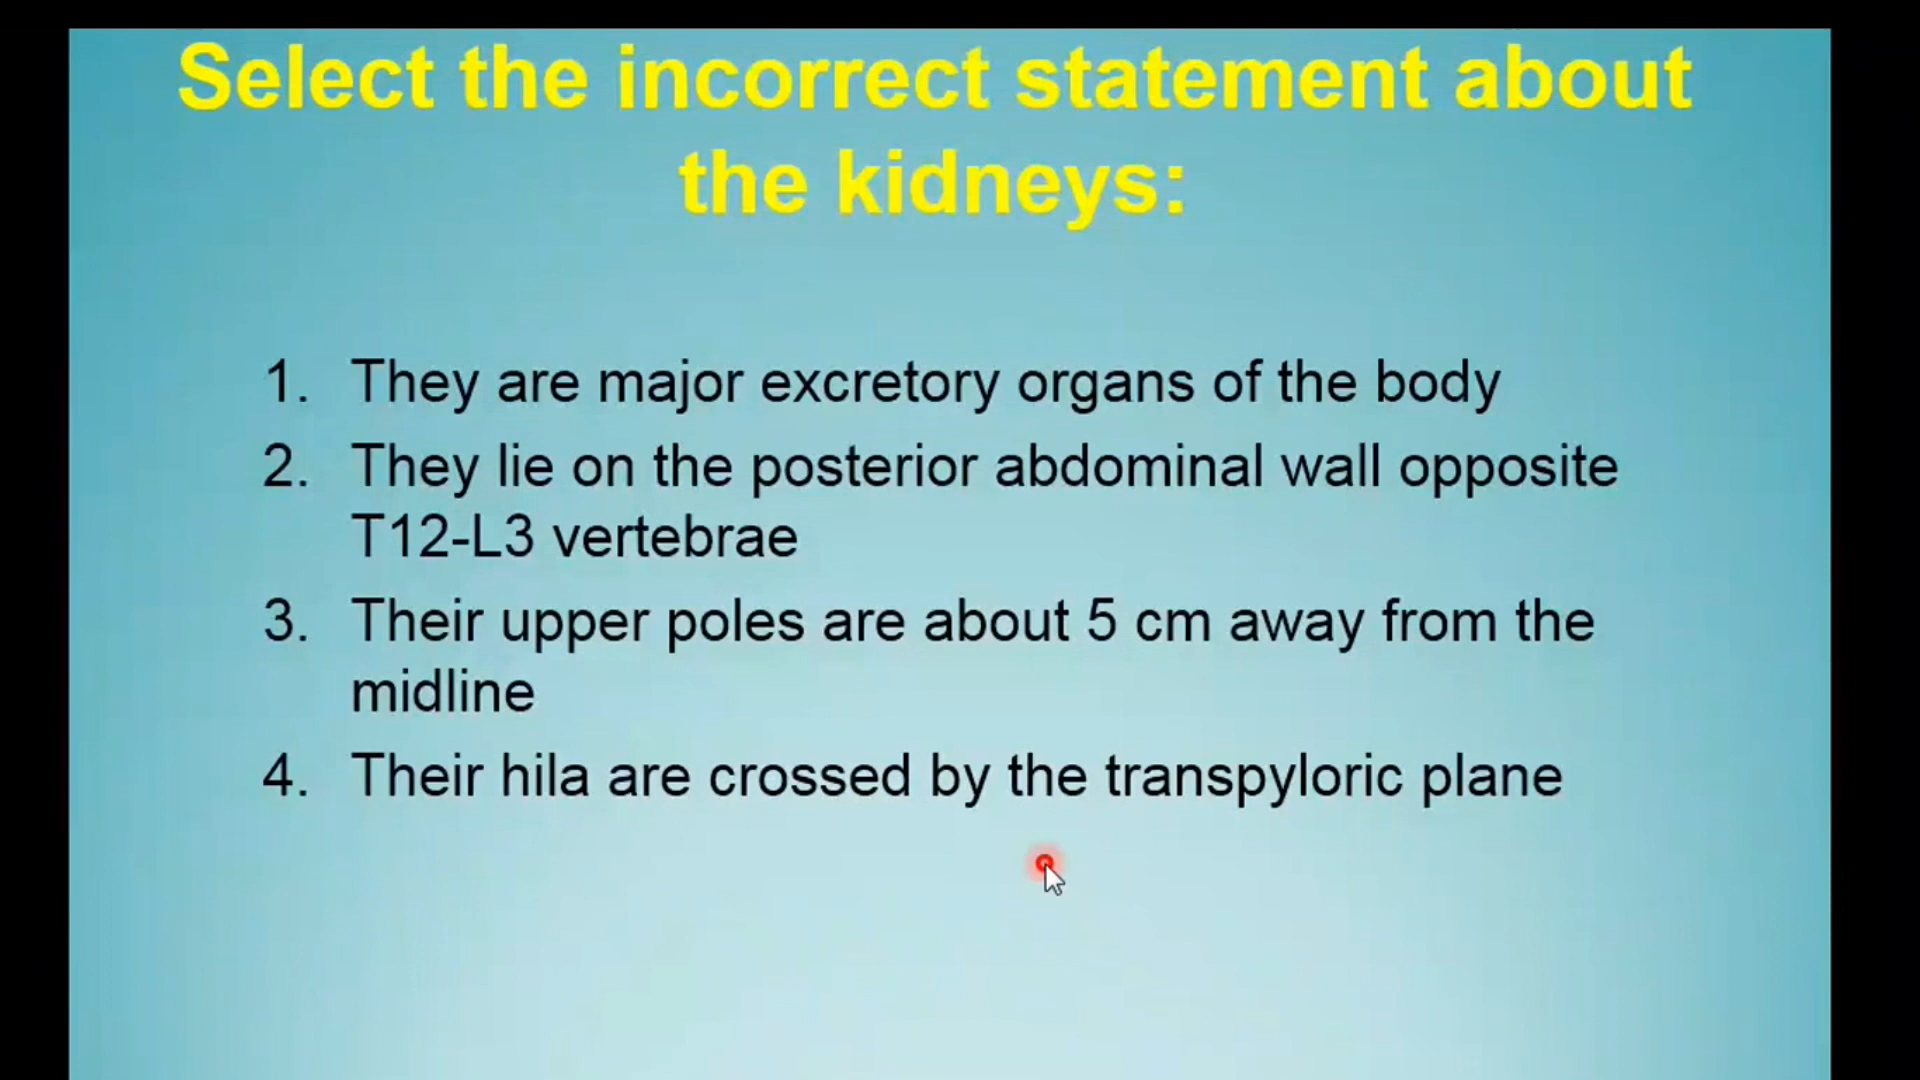 Select the incorrect statement about
the kidneys:
1. They are major excretory organs of the body
2. They lie on the posterior abdominal wall opposite
T12-L3 vertebrae
3. Their upper poles are about 5 cm away from the
midline
4. Their hila are crossed by the transpyloric plane